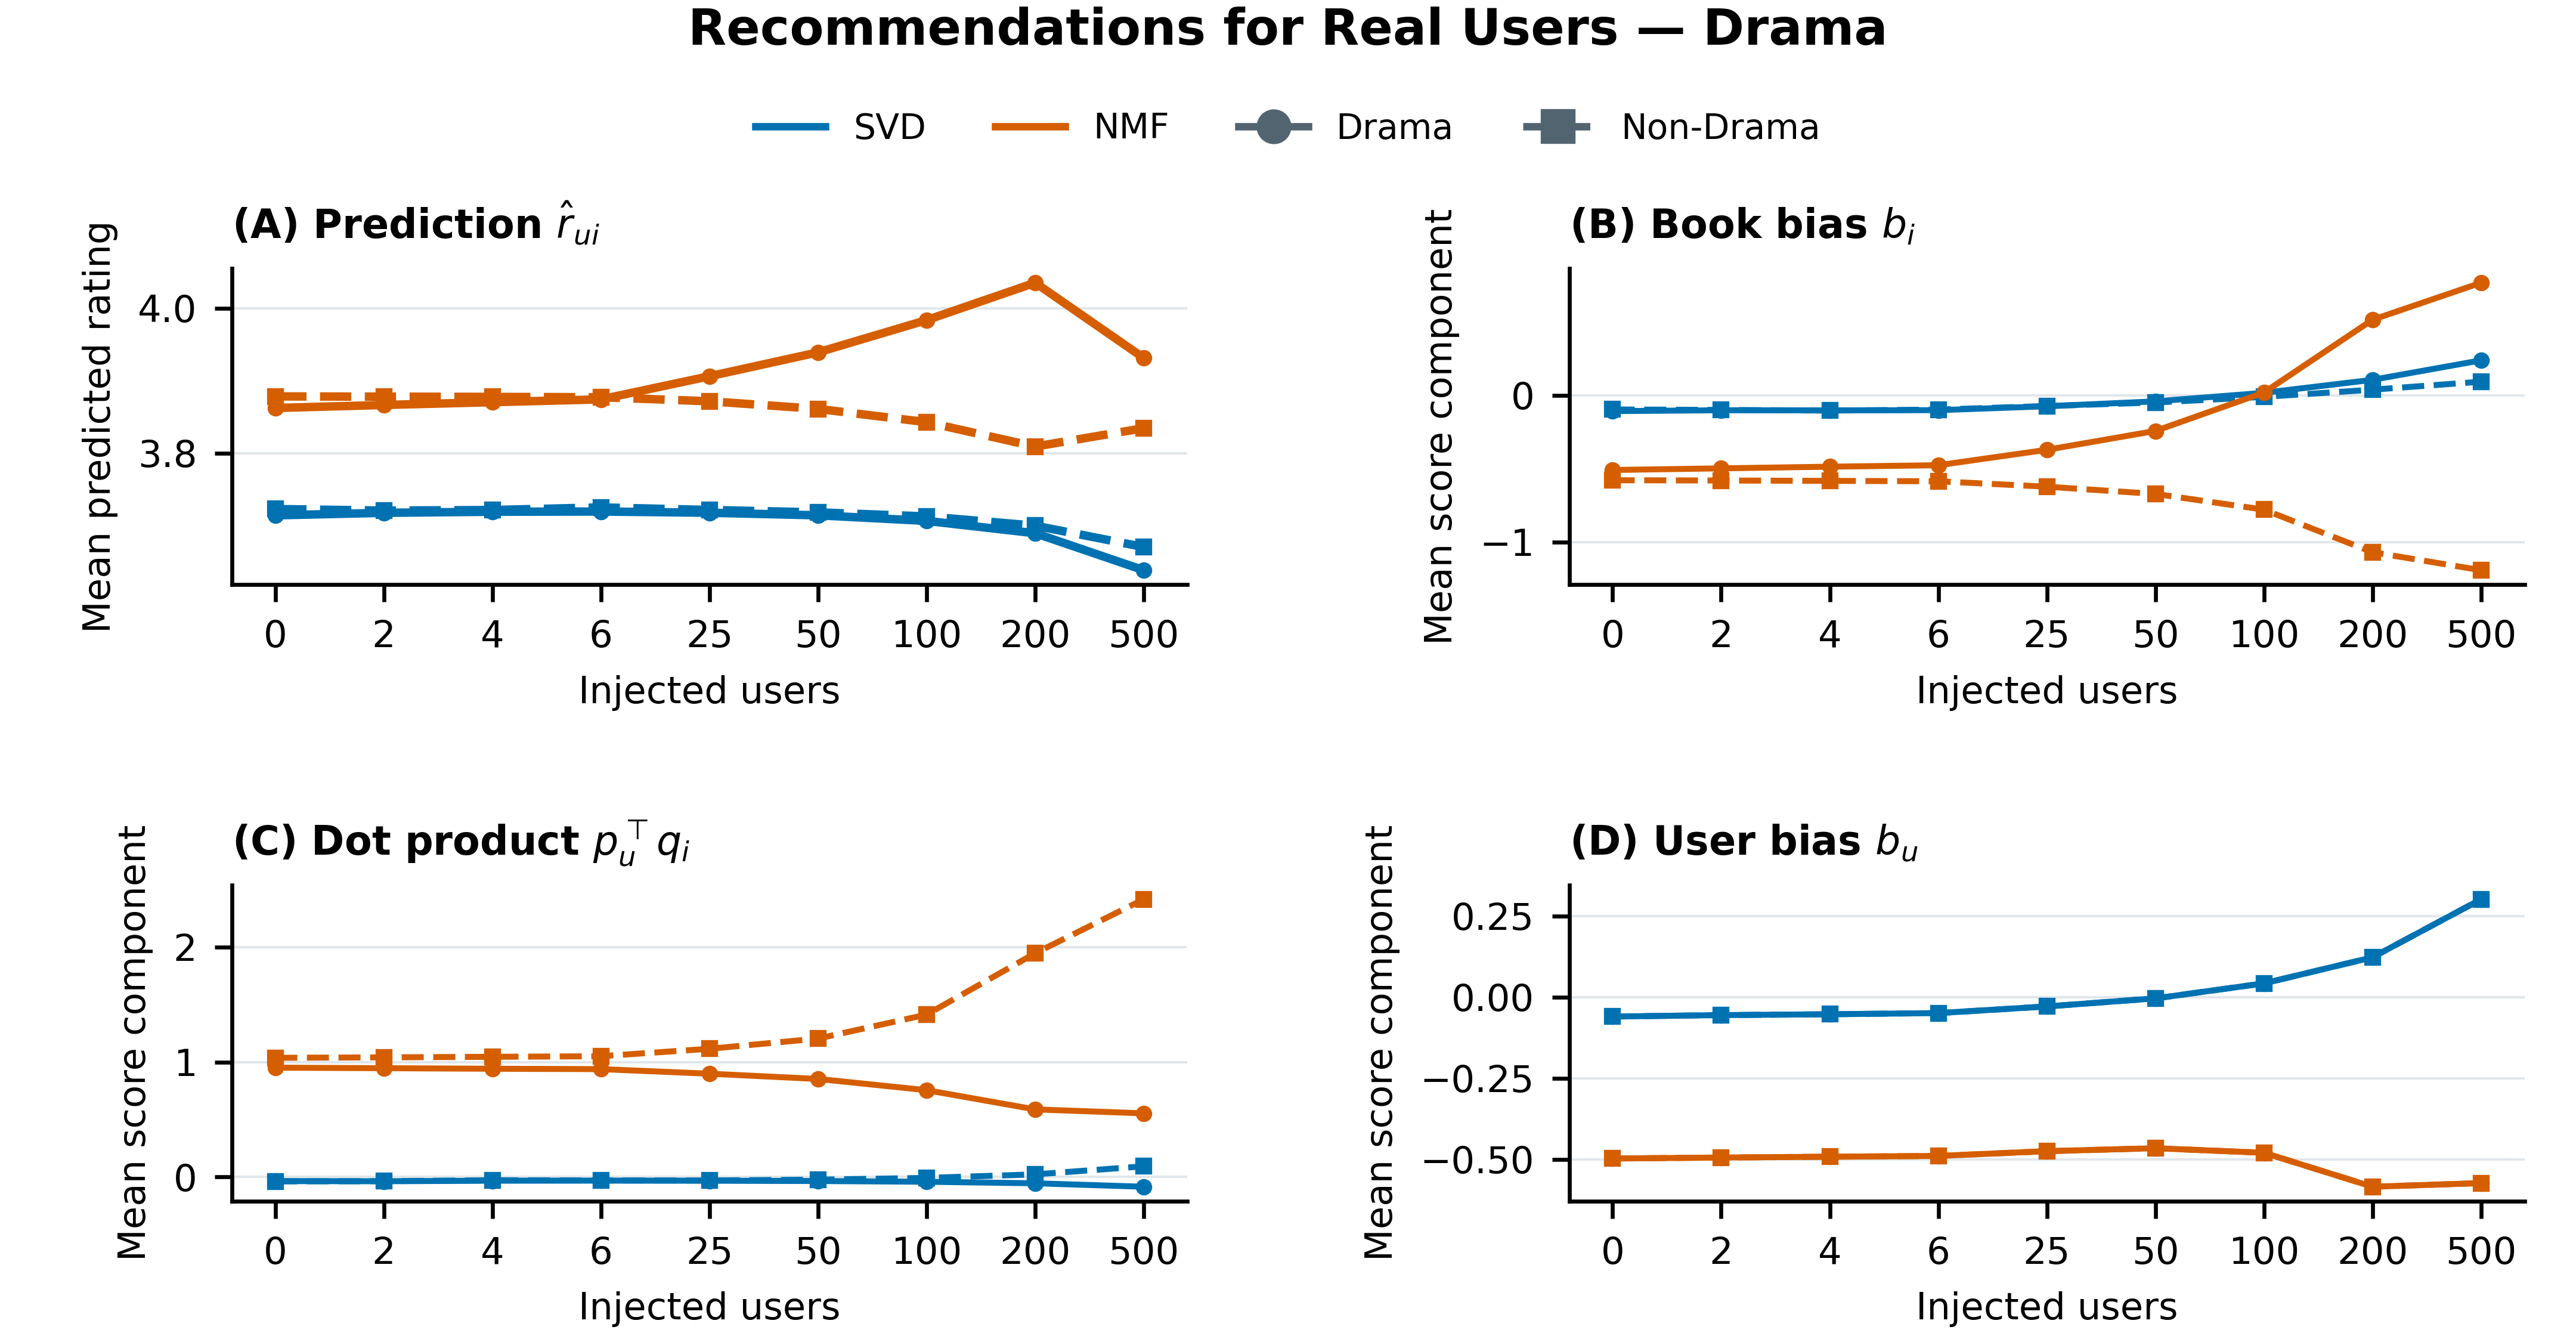 Recommendations for Real Users — Drama
SVD NMF Drama Non-Drama
(A) Prediction r̂ᵤᵢ
Mean predicted rating
4.0
3.8
0 2 4 6 25 50 100 200 500
Injected users
(B) Book bias bᵢ
Mean score component
0
−1
0 2 4 6 25 50 100 200 500
Injected users
(C) Dot product pᵤ⊤qᵢ
Mean score component
2
1
0
0 2 4 6 25 50 100 200 500
Injected users
(D) User bias bᵤ
Mean score component
0.25
0.00
−0.25
−0.50
0 2 4 6 25 50 100 200 500
Injected users